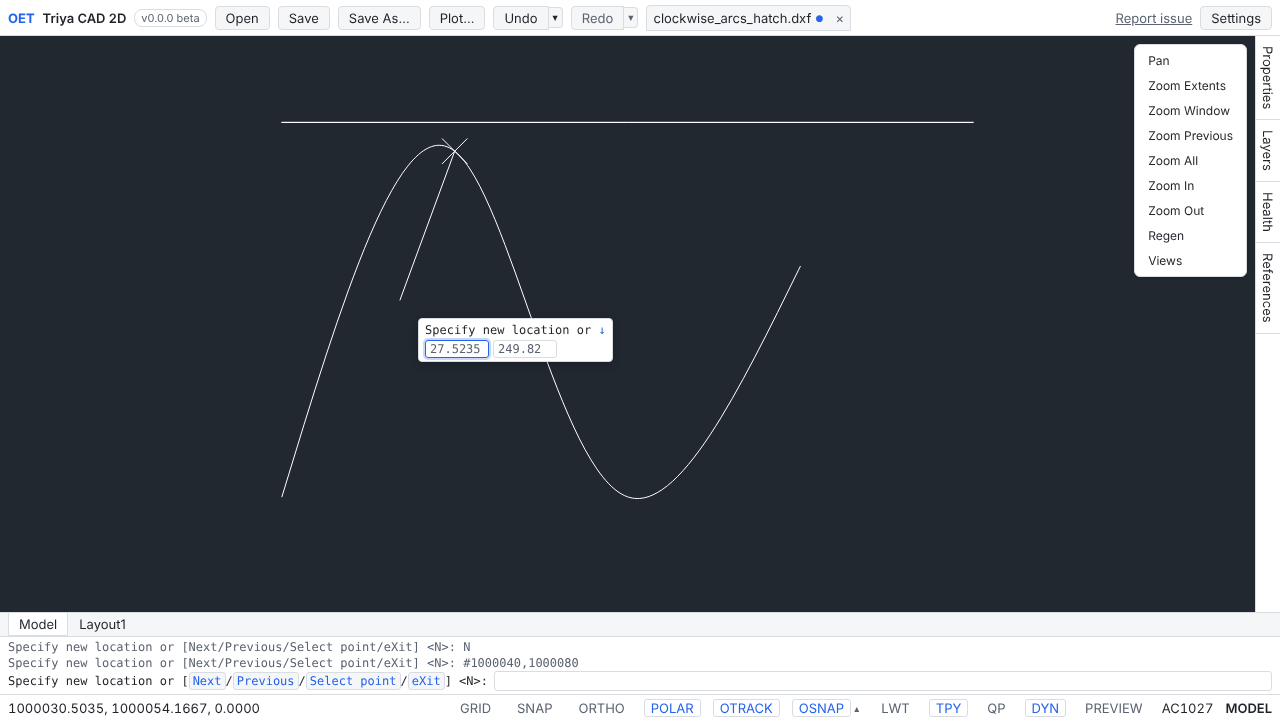 OET Triya CAD 2D v0.0.0 beta Open Save Save As... Plot... Undo ▾ Redo ▾ clockwise_arcs_hatch.dxf ● × Report issue Settings
Pan
Zoom Extents
Zoom Window
Zoom Previous
Zoom All
Zoom In
Zoom Out
Regen
Views
Properties
Layers
Health
References
Specify new location or ↓
27.5235 249.82
Model Layout1
Specify new location or [Next/Previous/Select point/eXit] <N>: N
Specify new location or [Next/Previous/Select point/eXit] <N>: #1000040,1000080
Specify new location or [Next/Previous/Select point/eXit] <N>:
1000030.5035, 1000054.1667, 0.0000 GRID SNAP ORTHO POLAR OTRACK OSNAP ▴ LWT TPY QP DYN PREVIEW AC1027 MODEL